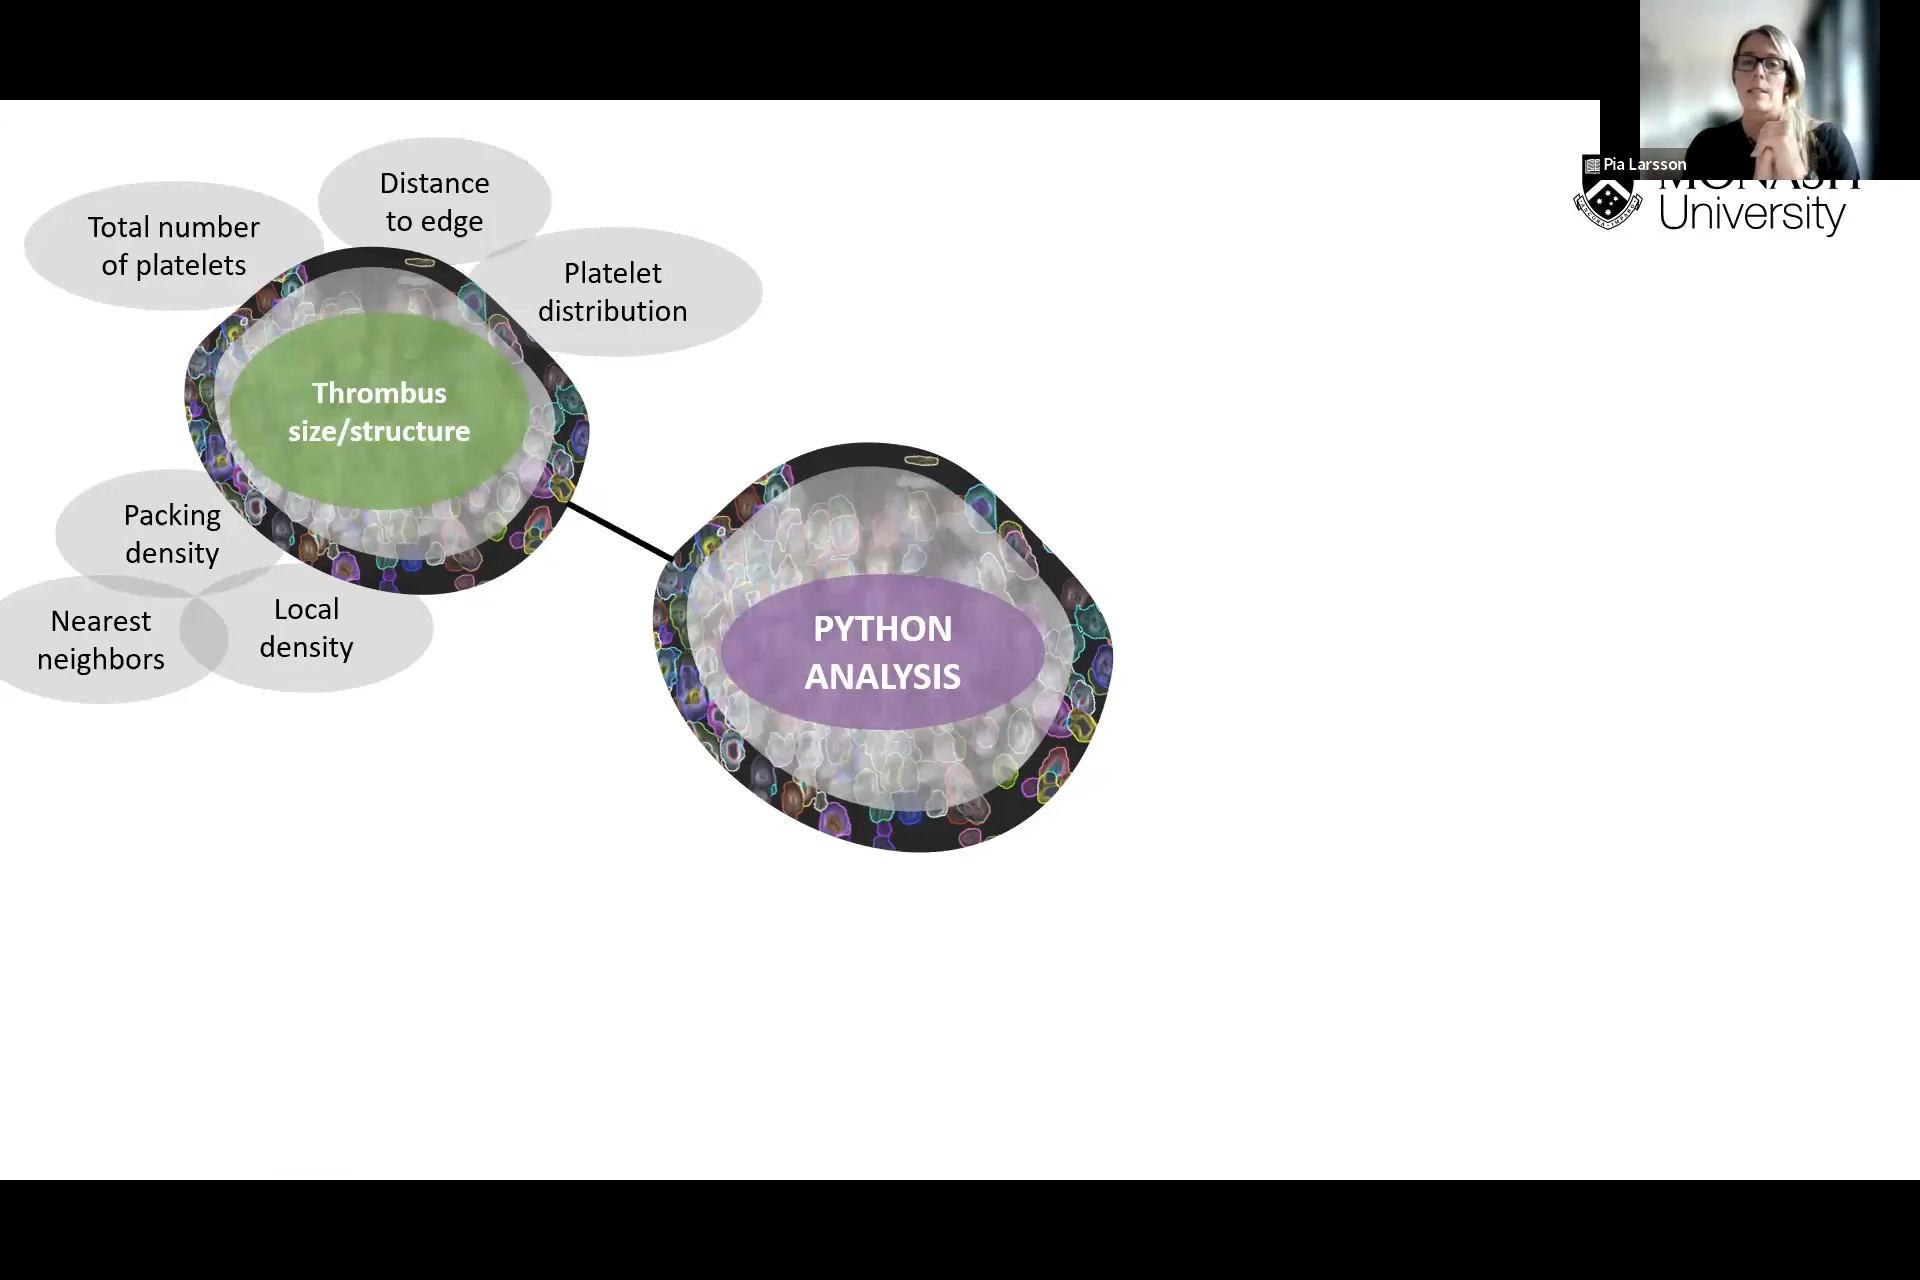 Pia Larsson
MONASH
University
Distance
to edge
Total number
of platelets
Platelet
distribution
Thrombus
size/structure
Packing
density
Nearest
neighbors
Local
density
PYTHON
ANALYSIS